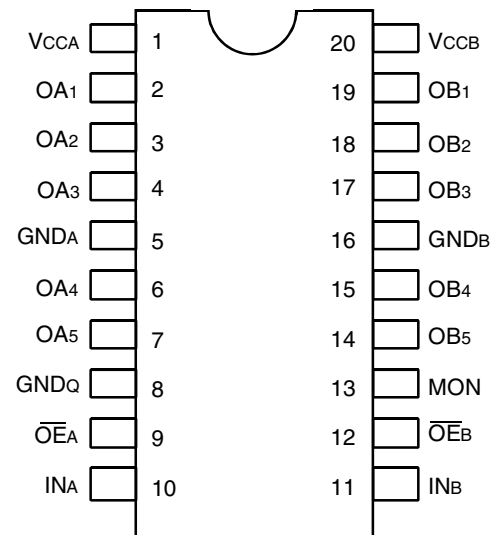 VCCA 1 20 VCCB
OA1 2 19 OB1
OA2 3 18 OB2
OA3 4 17 OB3
GNDA 5 16 GNDB
OA4 6 15 OB4
OA5 7 14 OB5
GNDQ 8 13 MON
O̅E̅A 9 12 O̅E̅B
INA 10 11 INB